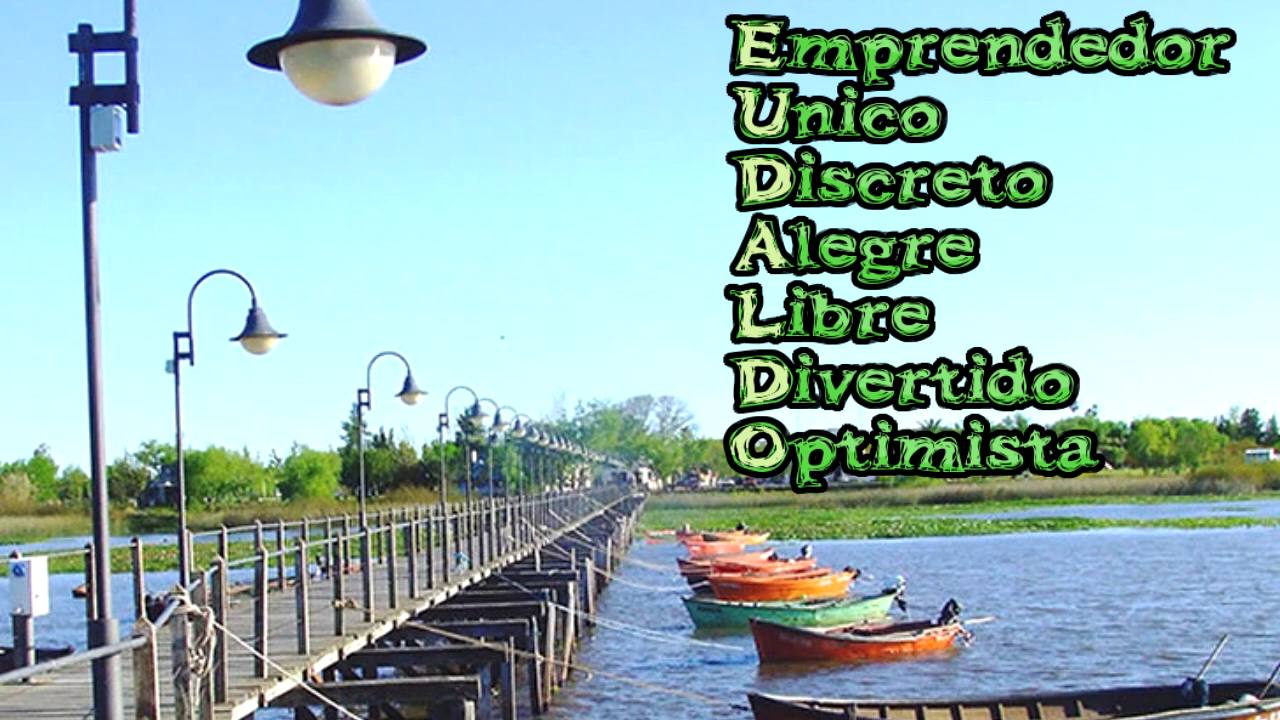 Emprendedor
Unico
Discreto
Alegre
Libre
Divertido
Optimista